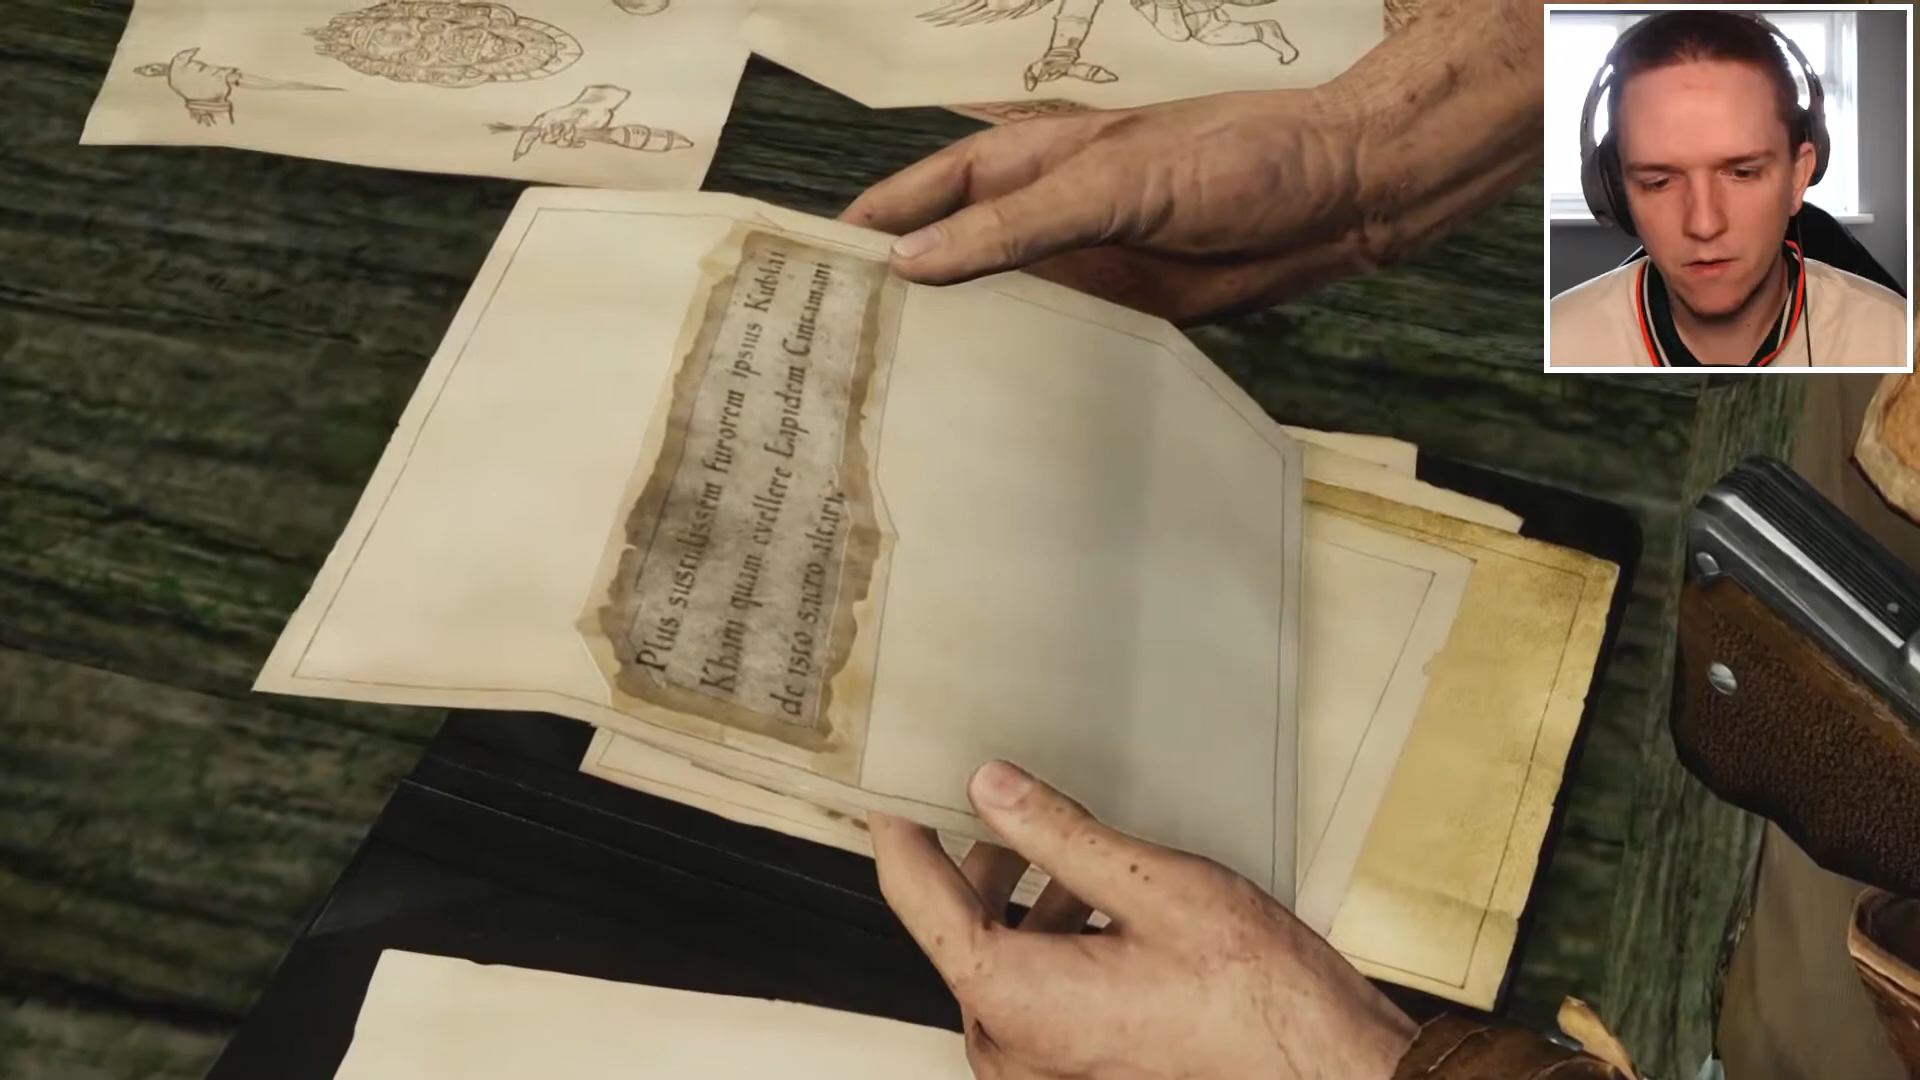 Plus sustulissem furorem ipsius Kublai
Khani quam evellere Lapidem Cintamani
de isto sacro altari.